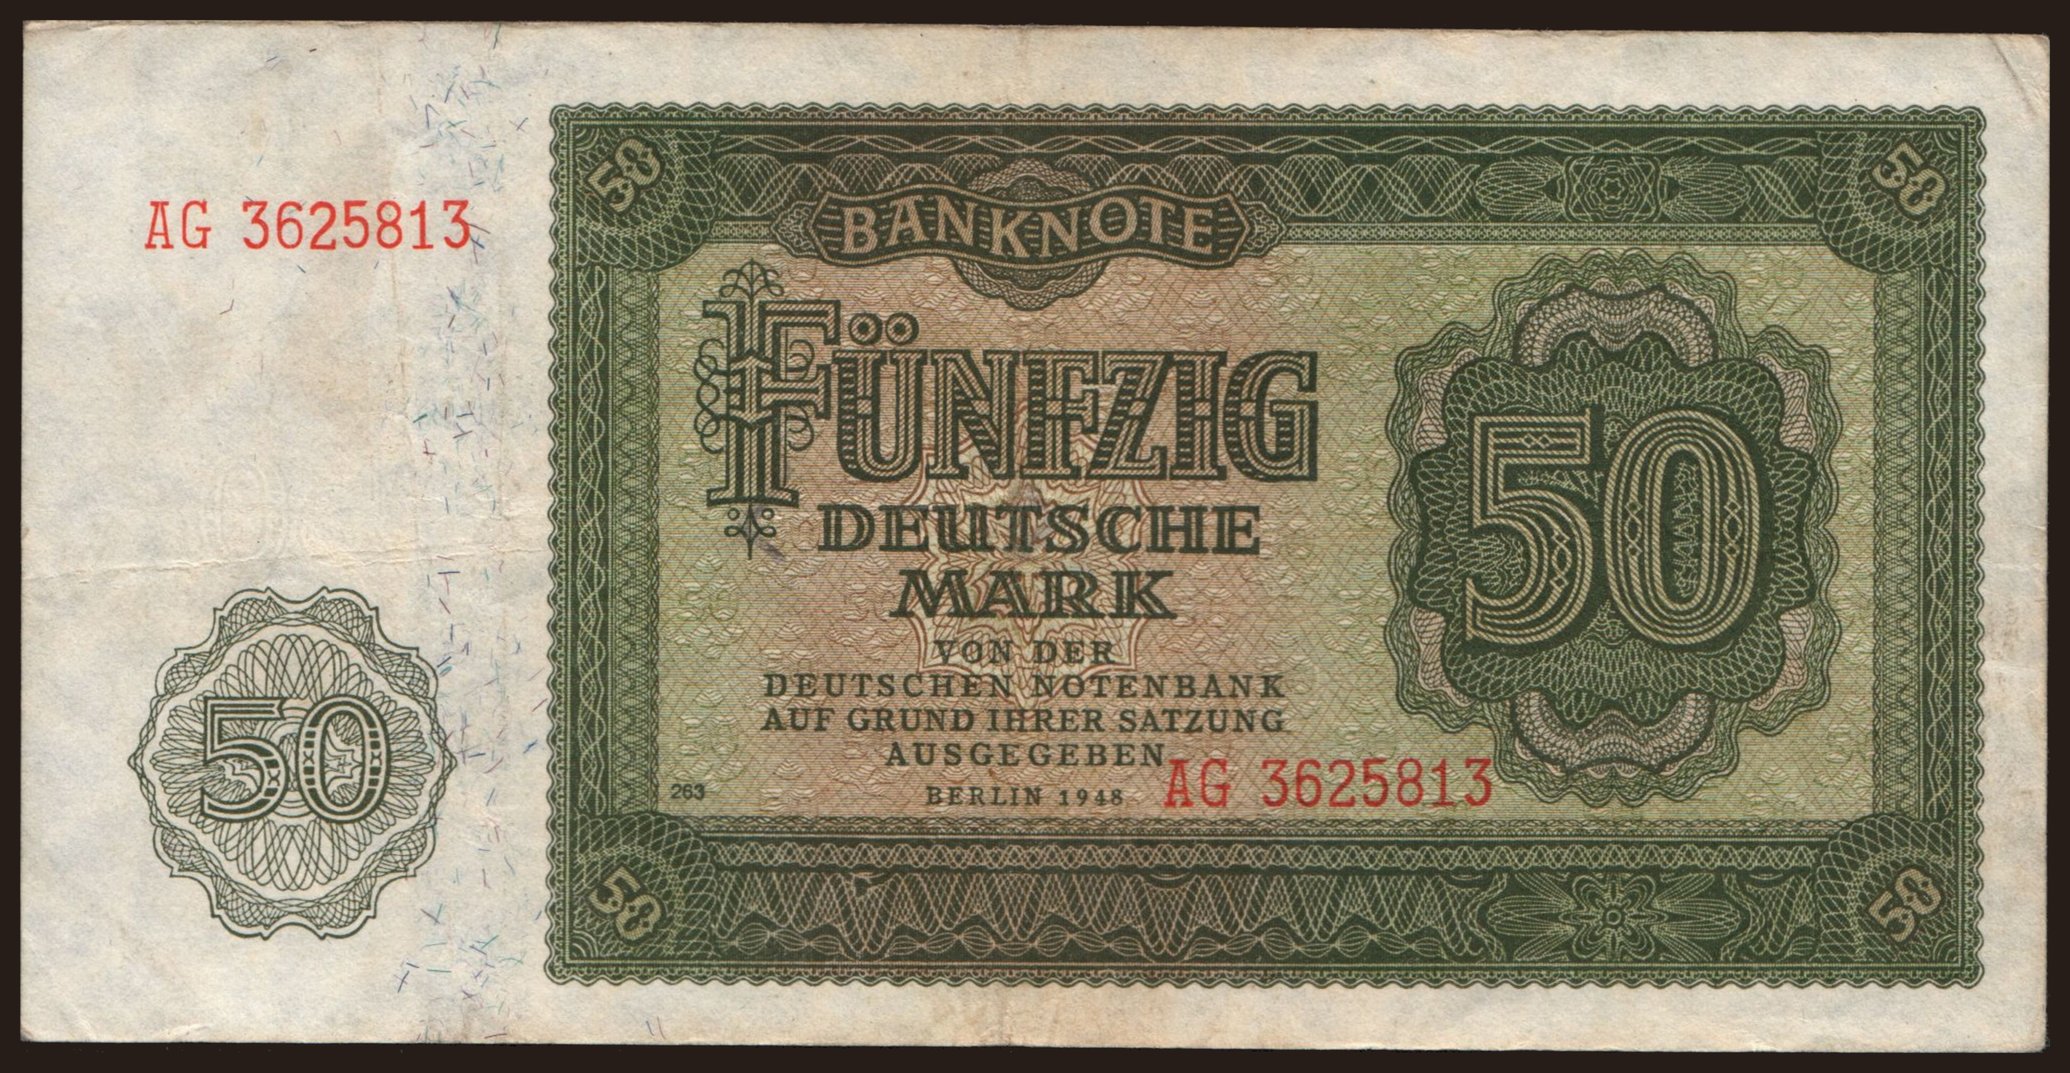 50 50
BANKNOTE
AG 3625813
FÜNFZIG
50
DEUTSCHE
MARK
VON DER
DEUTSCHEN NOTENBANK
AUF GRUND IHRER SATZUNG
AUSGEGEBEN
50
AG 3625813
263
BERLIN 1948
50 50